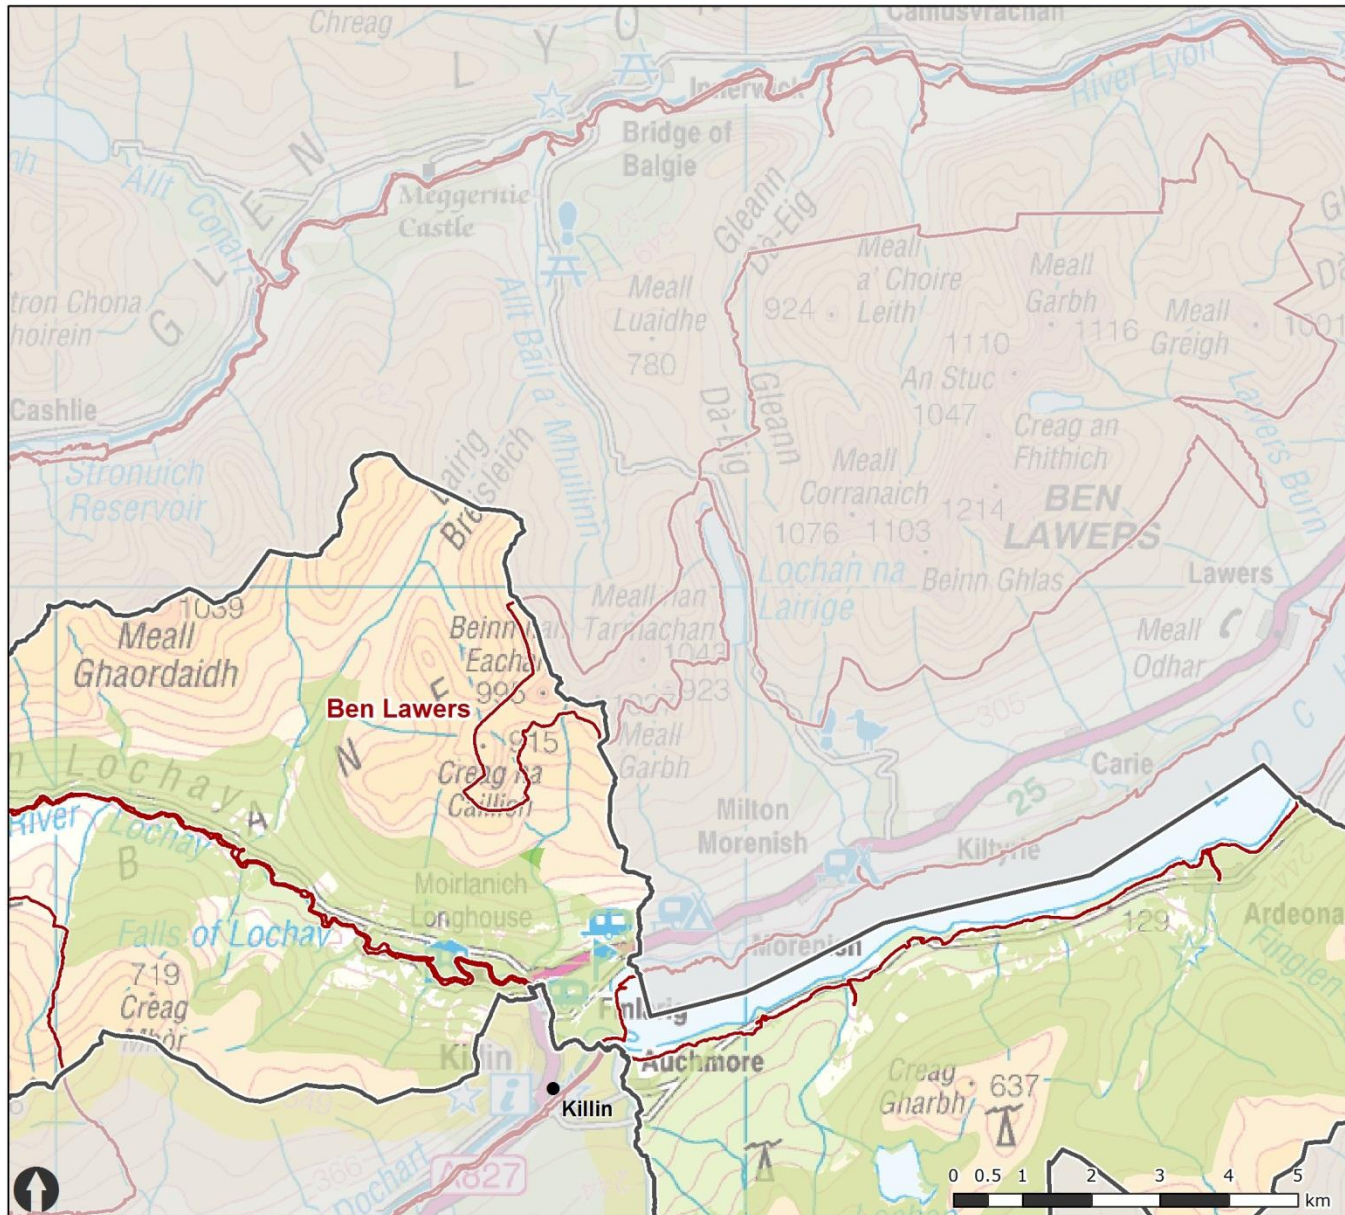 Chreag
L Y O N
Camusvrachan
Innerwick
River Lyon
Bridge of
Balgie
Allt Conait
Meggernie
Castle
G L E N
Gleann
Dà-Eig
Meall
a' Choire
Leith
Meall
Garbh
Meall
Luaidhe
780
924
1110
1116
Meall
Gréigh
1001
An Stuc
1047
Cashlie
Stronuich
Reservoir
Lairig
Breisleich
Allt Bail a' Mhuilinn
Gleann
Dà-Eig
Meall
Corranaich
Creag an
Fhithich
1214
BEN
LAWERS
1076
1103
Beinn Ghlas
Lochan na
Lairige
Lawers Burn
Lawers
1039
Meall
Ghaordaidh
Beinn nan
Eachan
995
Meall nan
Tarmachan
1043
923
Meall
Odhar
305
Ben Lawers
915
Creag na
Caillich
Meall
Garbh
Carie
25
Milton
Morenish
Kiltyrie
L O C H
River Lochay
Moirlanich
Longhouse
Falls of Lochay
719
Creag
Mhòr
Morenish
129
Ardeona
Finglen
Finlarig
Auchmore
Killin
Killin
Creag
Gharbh
637
366
Dochart
A827
0 0.5 1 2 3 4 5
km